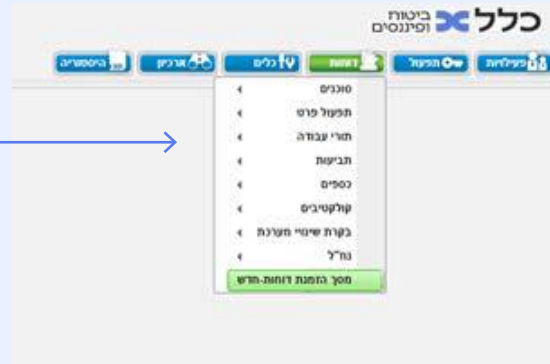 כלל ביטוח
ופיננסים
פעילויות תפעול דוחות כלים ארכיון היסטוריה
סוכנים
תפעול פרט
תורי עבודה
תביעות
כספים
קולקטיבים
בקרת שינויי מערכת
נח"ל
מסך הזמנת דוחות-חדש